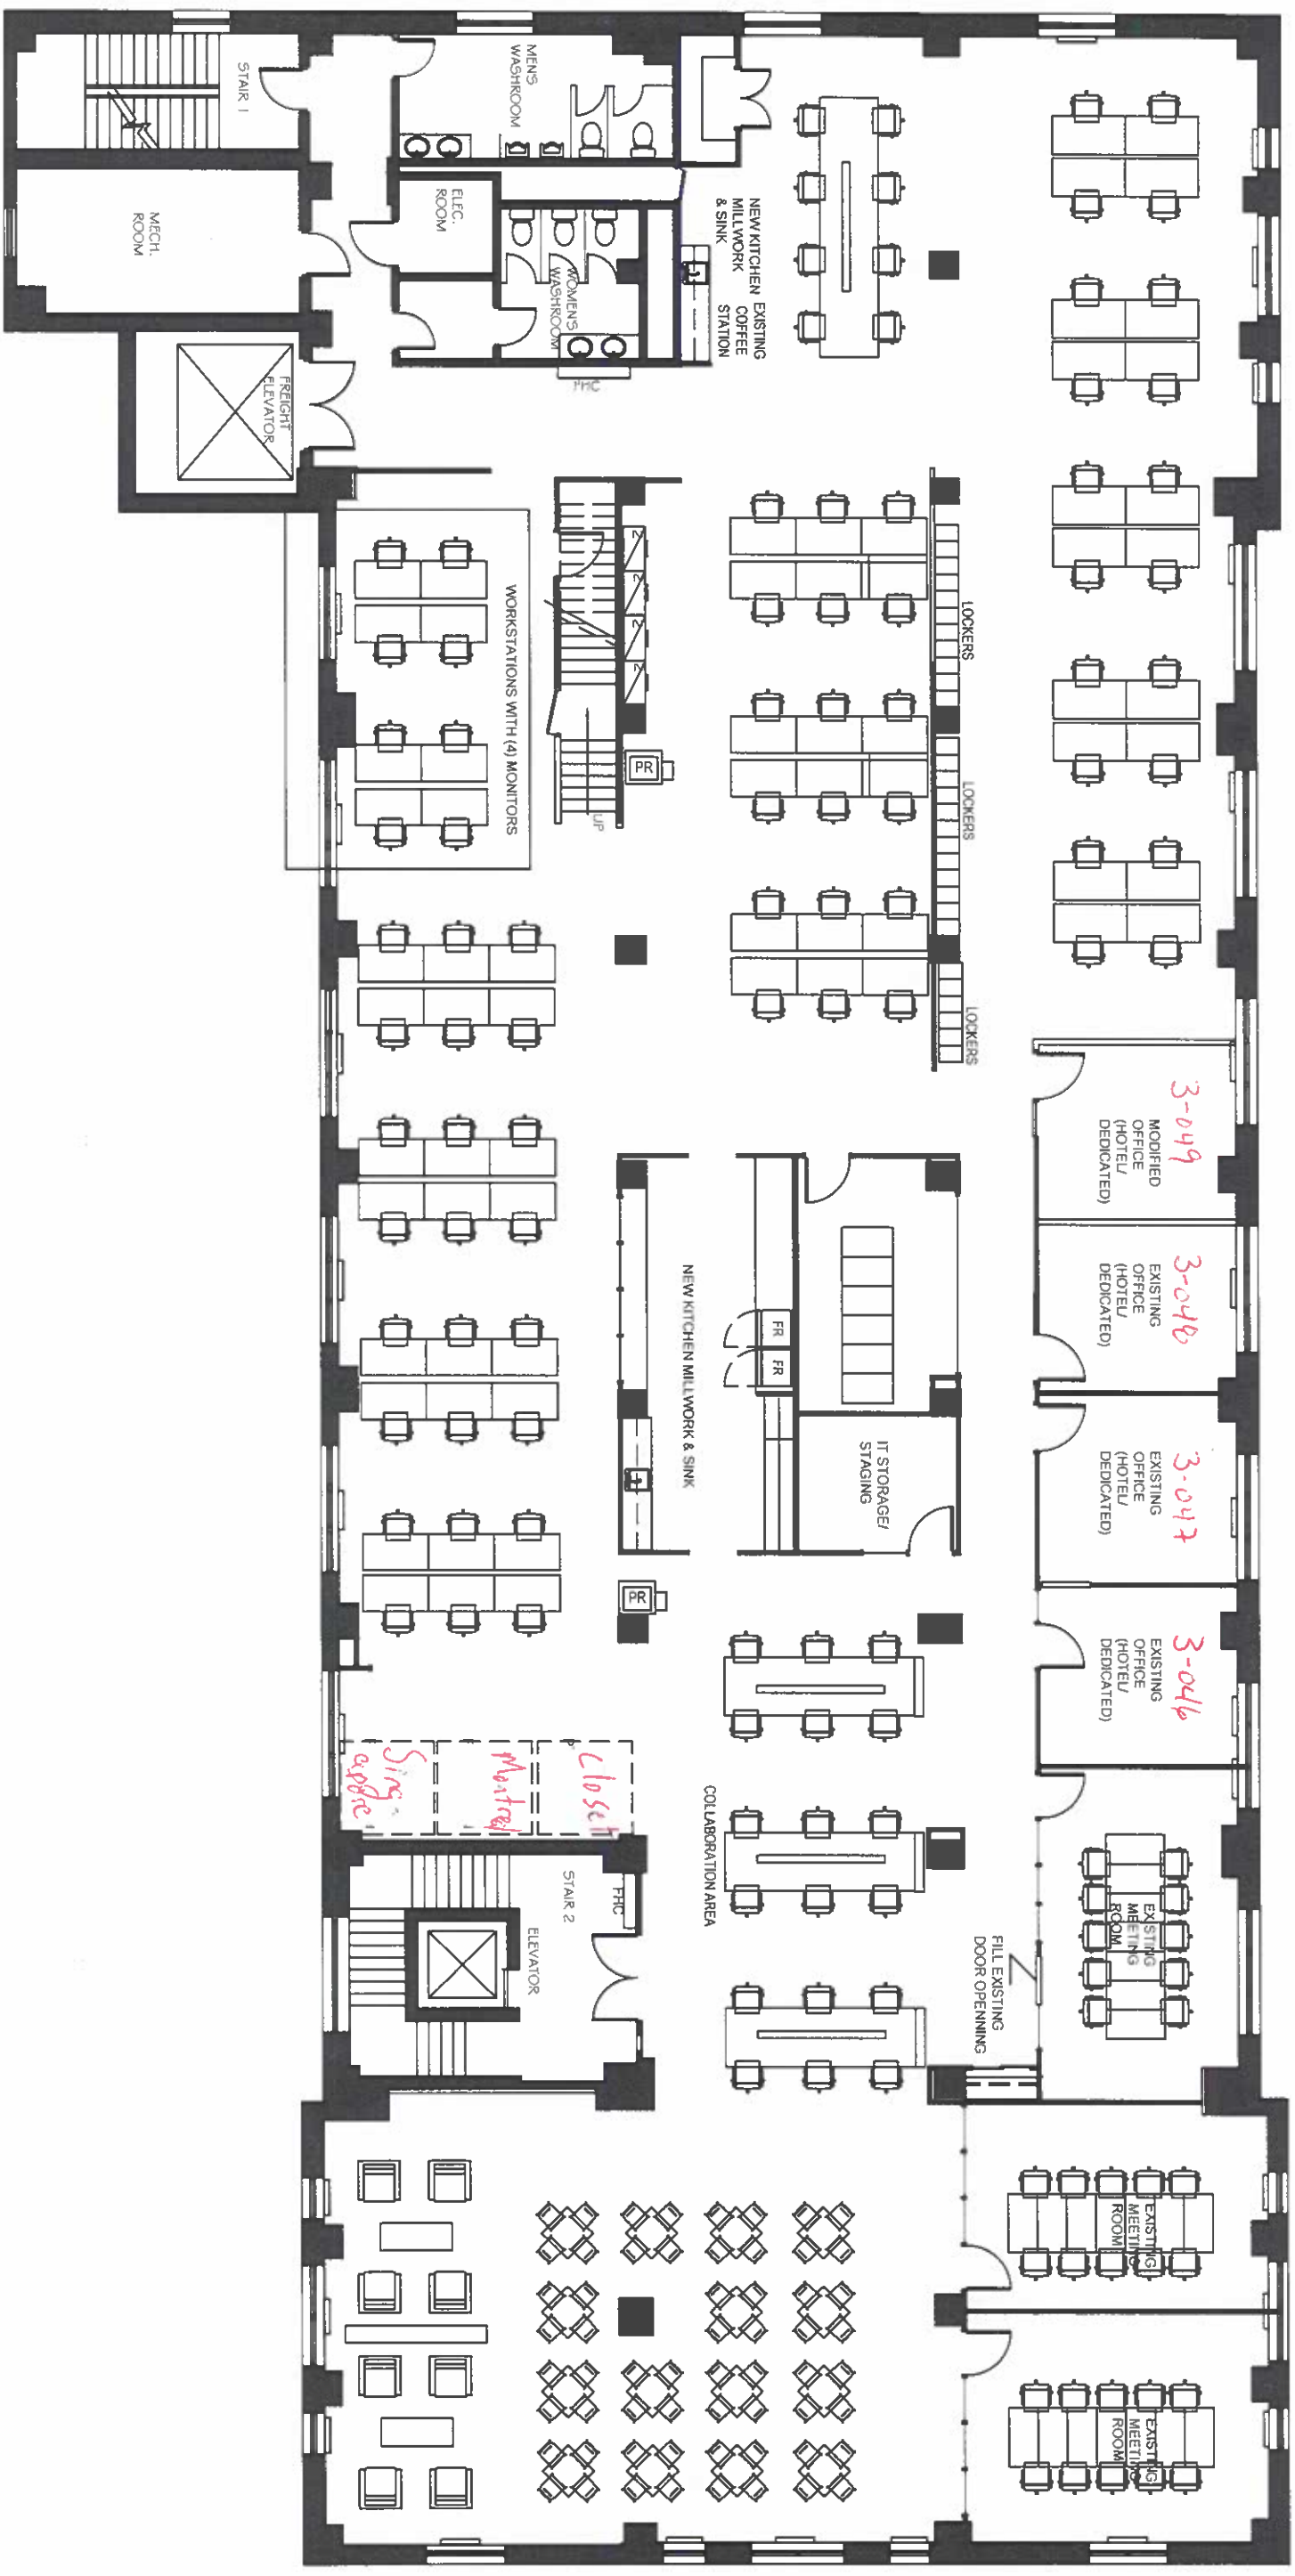 STAIR 1
MEN'S
WASHROOM
MECH.
ROOM
ELEC.
ROOM
WOMEN'S
WASHROOM
NEW KITCHEN
MILLWORK
& SINK
EXISTING
COFFEE
STATION
FHC
FREIGHT
ELEVATOR
WORKSTATIONS WITH (4) MONITORS
UP
PR
LOCKERS
LOCKERS
LOCKERS
3-049
MODIFIED
OFFICE
(HOTEL/
DEDICATED)
3-048
EXISTING
OFFICE
(HOTEL/
DEDICATED)
3-047
EXISTING
OFFICE
(HOTEL/
DEDICATED)
3-046
EXISTING
OFFICE
(HOTEL/
DEDICATED)
NEW KITCHEN MILLWORK & SINK
FR
FR
IT STORAGE/
STAGING
PR
Closet
Montreal
Sing-
apore
COLLABORATION AREA
STAIR 2
FHC
ELEVATOR
FILL EXISTING
DOOR OPENNING
EXISTING
MEETING
ROOM
EXISTING
MEETING
ROOM
EXISTING
MEETING
ROOM